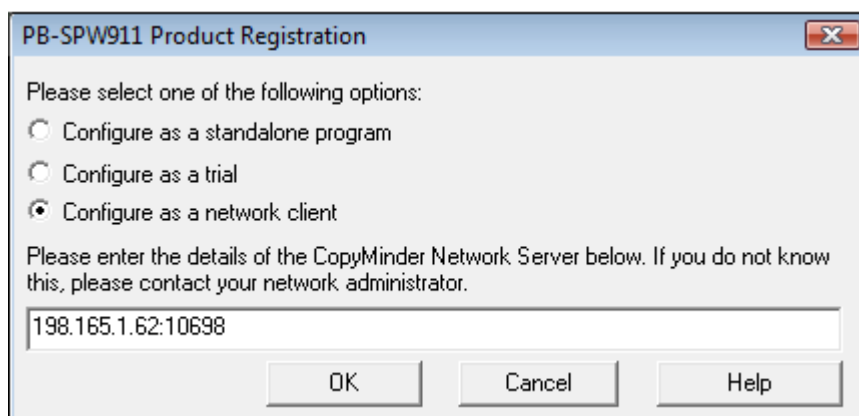 PB-SPW911 Product Registration
Please select one of the following options:
Configure as a standalone program
Configure as a trial
Configure as a network client
Please enter the details of the CopyMinder Network Server below. If you do not know
this, please contact your network administrator.
198.165.1.62:10698
OK Cancel Help